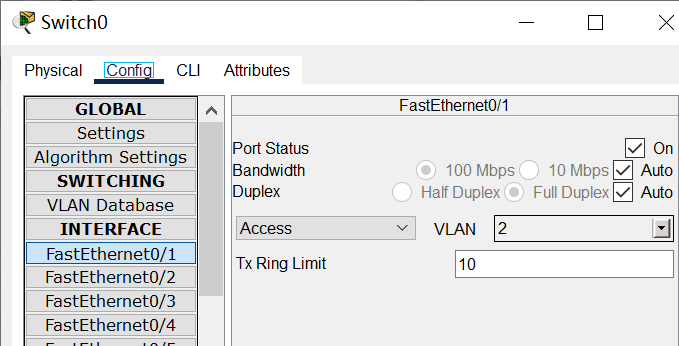 Switch0
Physical Config CLI Attributes
GLOBAL
Settings
Algorithm Settings
SWITCHING
VLAN Database
INTERFACE
FastEthernet0/1
FastEthernet0/2
FastEthernet0/3
FastEthernet0/4
FastEthernet0/5
FastEthernet0/1
Port Status On
Bandwidth 100 Mbps 10 Mbps Auto
Duplex Half Duplex Full Duplex Auto
Access VLAN 2
Tx Ring Limit 10